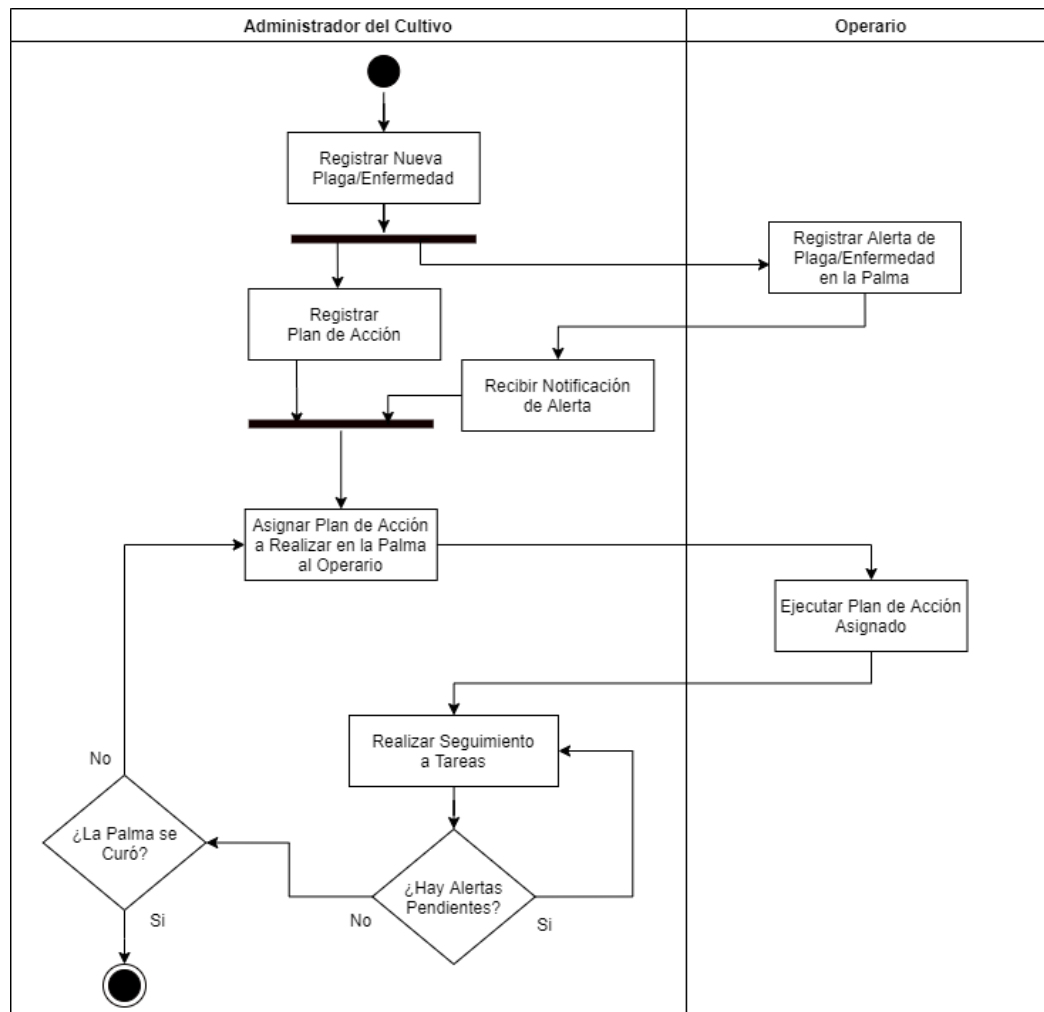 Administrador del Cultivo
Operario
Registrar Nueva
Plaga/Enfermedad
Registrar Alerta de
Plaga/Enfermedad
en la Palma
Registrar
Plan de Acción
Recibir Notificación
de Alerta
Asignar Plan de Acción
a Realizar en la Palma
al Operario
Ejecutar Plan de Acción
Asignado
Realizar Seguimiento
a Tareas
No
¿La Palma se
Curó?
¿Hay Alertas
Pendientes?
Si
No
Si